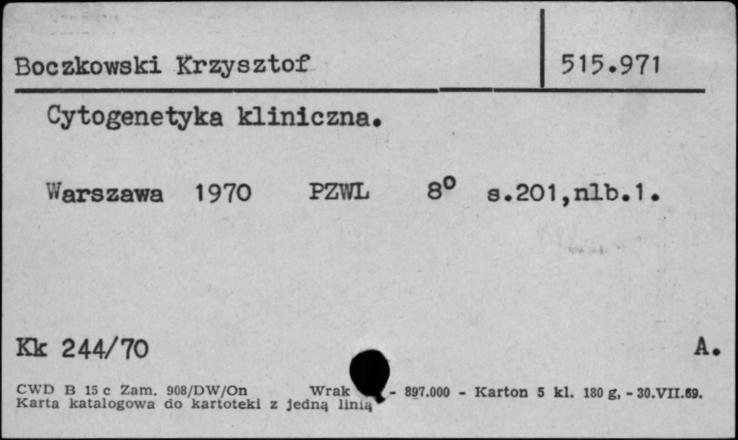 Boczkowski Krzysztof 515.971
Cytogenetyka kliniczna.
Warszawa 1970 PZWL 8º s.201,nlb.1.
Kk 244/70 A.
CWD B 15 c Zam. 908/DW/On Wrak - 897.000 - Karton 5 kl. 180 g. - 30.VII.69.
Karta katalogowa do kartoteki z jedną linią